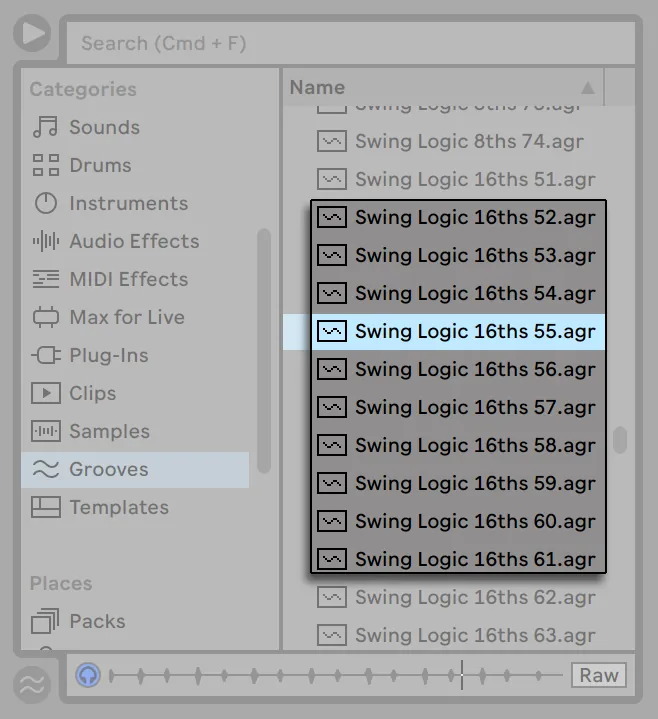 Search (Cmd + F)
Categories
Sounds
Drums
Instruments
Audio Effects
MIDI Effects
Max for Live
Plug-Ins
Clips
Samples
Grooves
Templates
Places
Packs
Name
Swing Logic 8ths 74.agr
Swing Logic 16ths 51.agr
Swing Logic 16ths 52.agr
Swing Logic 16ths 53.agr
Swing Logic 16ths 54.agr
Swing Logic 16ths 55.agr
Swing Logic 16ths 56.agr
Swing Logic 16ths 57.agr
Swing Logic 16ths 58.agr
Swing Logic 16ths 59.agr
Swing Logic 16ths 60.agr
Swing Logic 16ths 61.agr
Swing Logic 16ths 62.agr
Swing Logic 16ths 63.agr
Raw